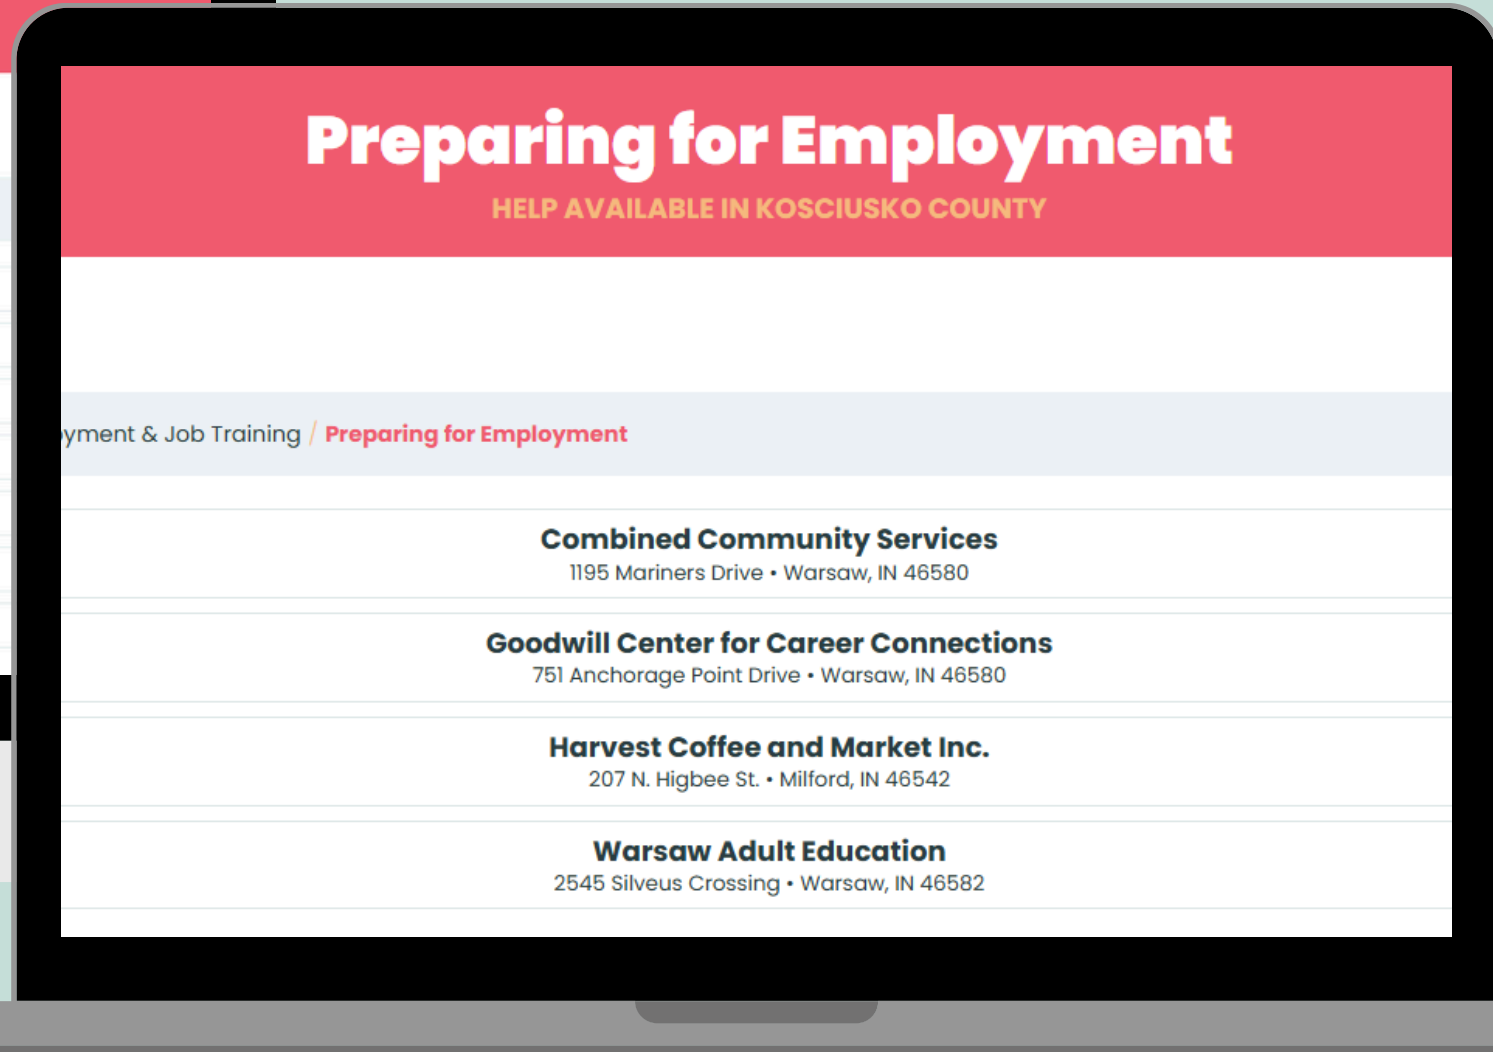 Preparing for Employment
HELP AVAILABLE IN KOSCIUSKO COUNTY
yment & Job Training / Preparing for Employment
Combined Community Services
1195 Mariners Drive • Warsaw, IN 46580
Goodwill Center for Career Connections
751 Anchorage Point Drive • Warsaw, IN 46580
Harvest Coffee and Market Inc.
207 N. Higbee St. • Milford, IN 46542
Warsaw Adult Education
2545 Silveus Crossing • Warsaw, IN 46582